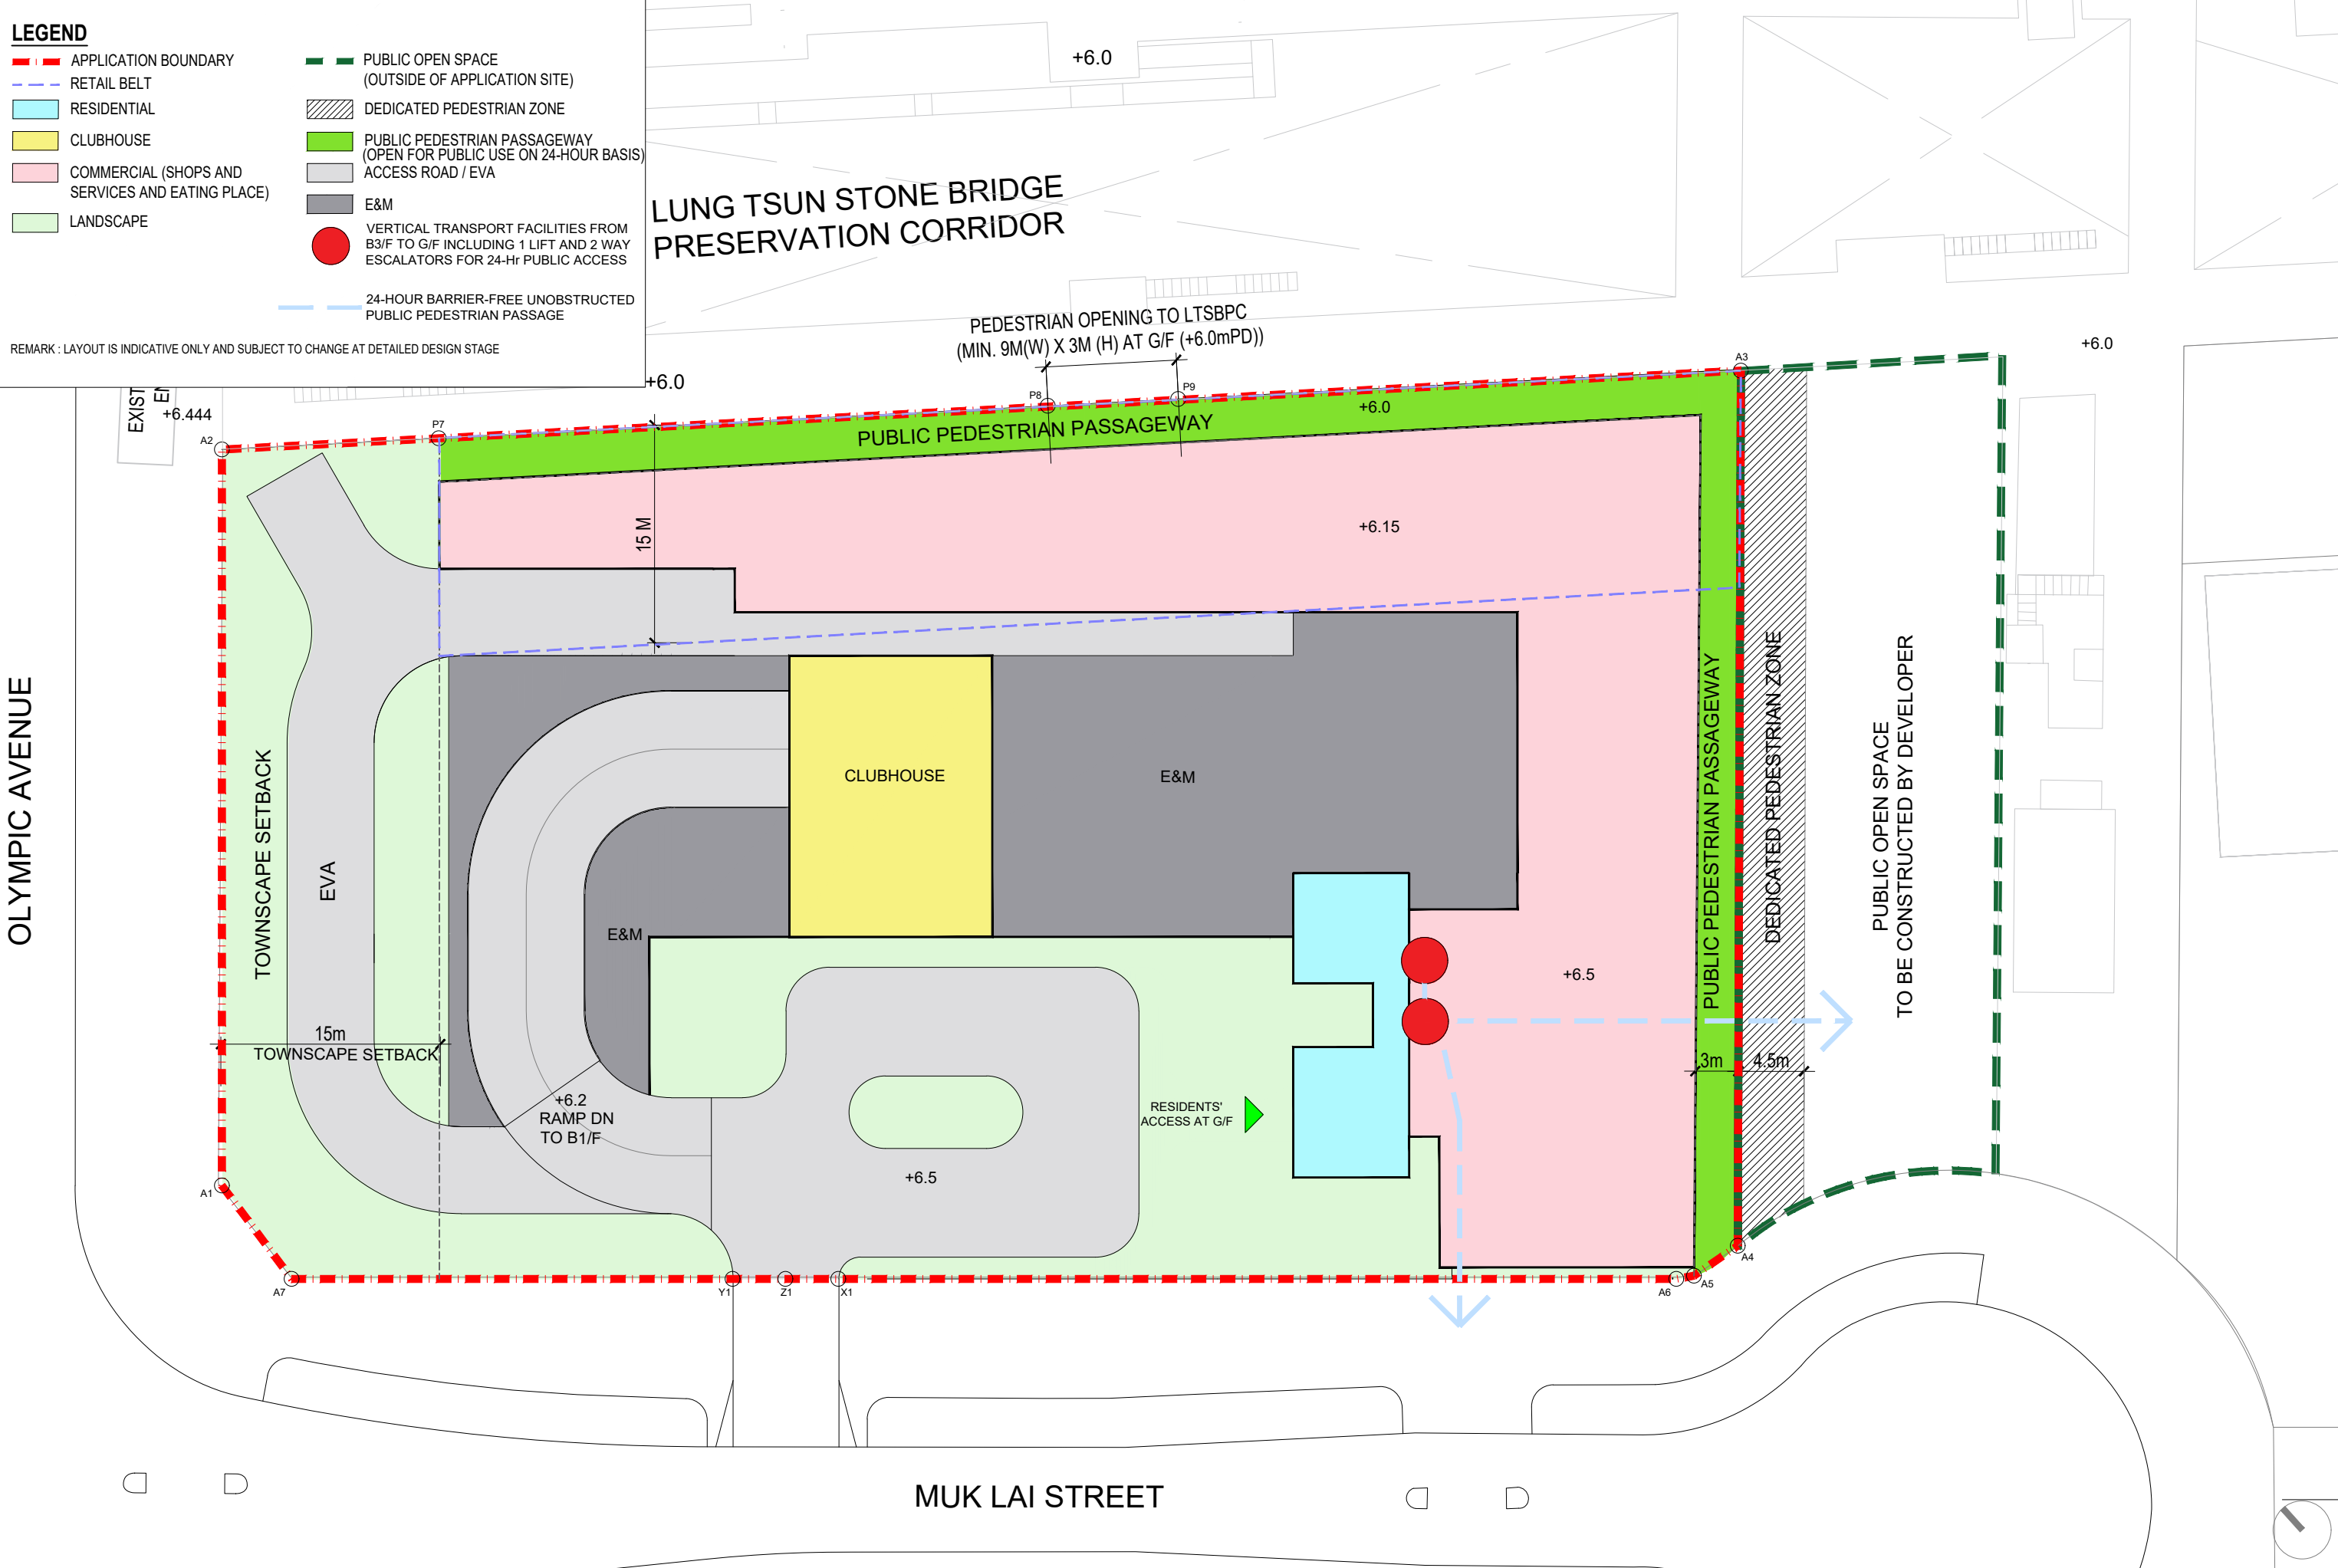 LEGEND
APPLICATION BOUNDARY
RETAIL BELT
RESIDENTIAL
CLUBHOUSE
COMMERCIAL (SHOPS AND
SERVICES AND EATING PLACE)
LANDSCAPE
PUBLIC OPEN SPACE
(OUTSIDE OF APPLICATION SITE)
DEDICATED PEDESTRIAN ZONE
PUBLIC PEDESTRIAN PASSAGEWAY
(OPEN FOR PUBLIC USE ON 24-HOUR BASIS)
ACCESS ROAD / EVA
E&M
VERTICAL TRANSPORT FACILITIES FROM
B3/F TO G/F INCLUDING 1 LIFT AND 2 WAY
ESCALATORS FOR 24-Hr PUBLIC ACCESS
24-HOUR BARRIER-FREE UNOBSTRUCTED
PUBLIC PEDESTRIAN PASSAGE
REMARK : LAYOUT IS INDICATIVE ONLY AND SUBJECT TO CHANGE AT DETAILED DESIGN STAGE
+6.0
LUNG TSUN STONE BRIDGE
PRESERVATION CORRIDOR
PEDESTRIAN OPENING TO LTSBPC
(MIN. 9M(W) X 3M (H) AT G/F (+6.0mPD))
+6.0
+6.0
EXIST
+6.444
A2
P7
P8
P9
A3
+6.0
PUBLIC PEDESTRIAN PASSAGEWAY
15 M
+6.15
OLYMPIC AVENUE
TOWNSCAPE SETBACK
EVA
CLUBHOUSE
E&M
E&M
+6.5
PUBLIC PEDESTRIAN PASSAGEWAY
DEDICATED PEDESTRIAN ZONE
PUBLIC OPEN SPACE
TO BE CONSTRUCTED BY DEVELOPER
15m
TOWNSCAPE SETBACK
3m
4.5m
+6.2
RAMP DN
TO B1/F
RESIDENTS'
ACCESS AT G/F
+6.5
A1
A7
Y1
Z1
X1
A6
A5
A4
MUK LAI STREET